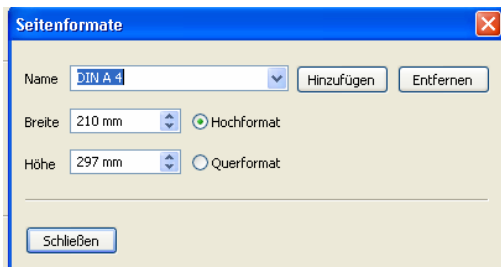 Seitenformate
Name DIN A 4 Hinzufügen Entfernen
Breite 210 mm Hochformat
Höhe 297 mm Querformat
Schließen